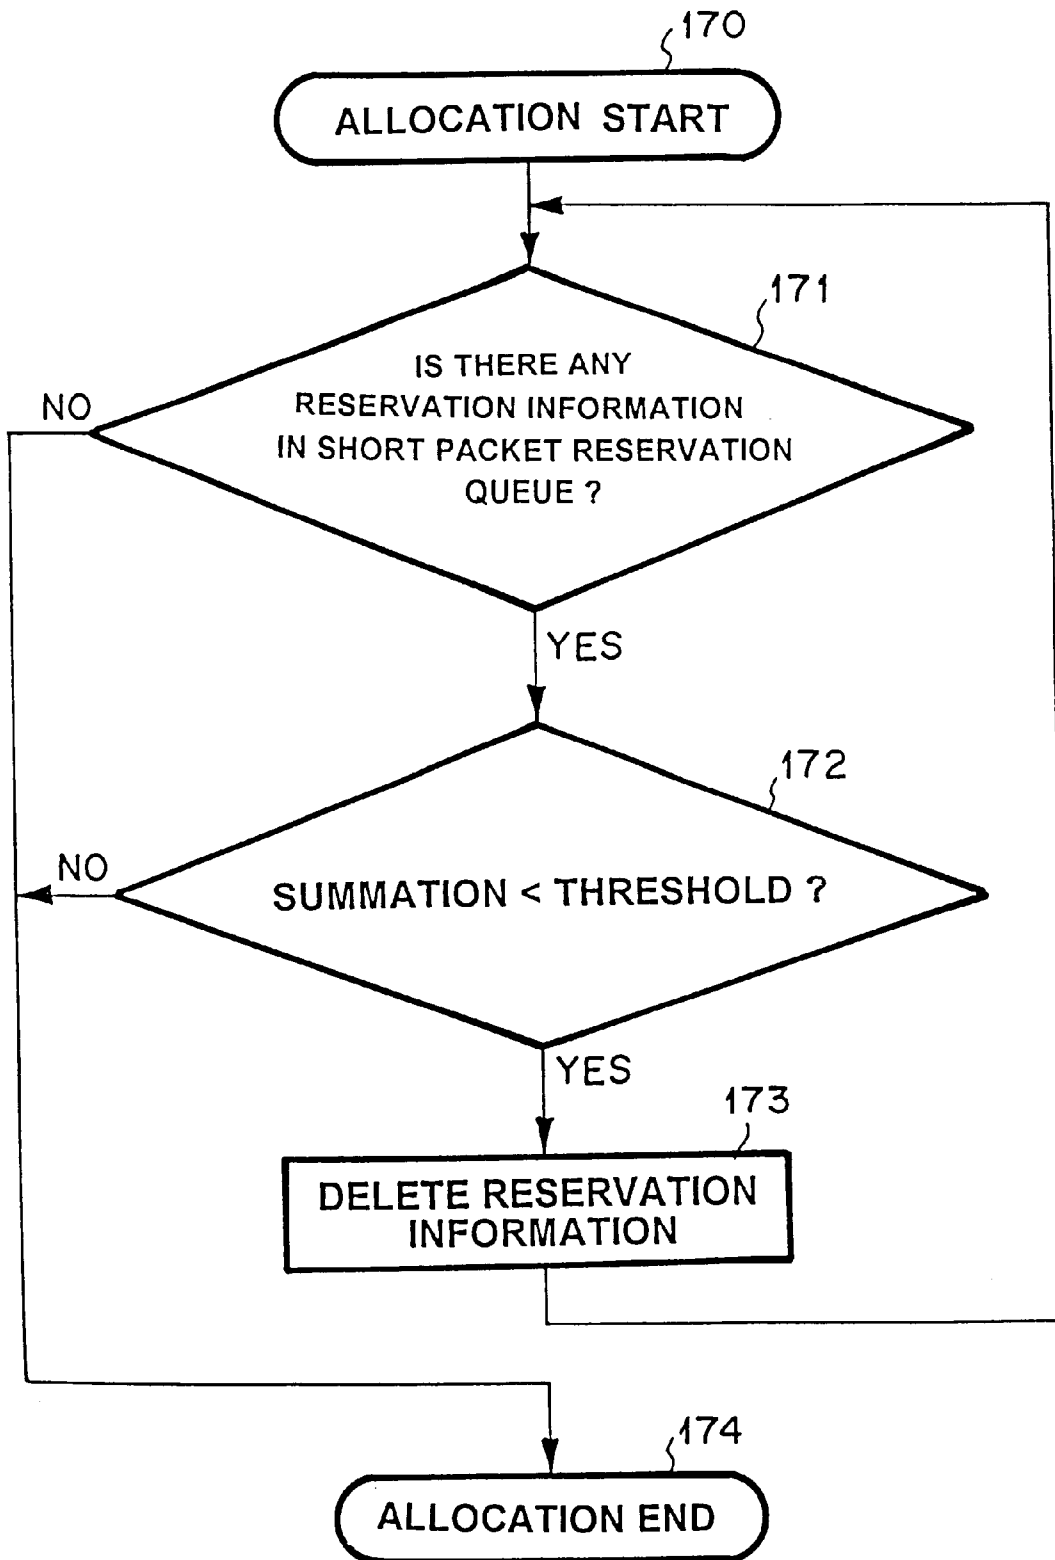 170
ALLOCATION START
171
IS THERE ANY
RESERVATION INFORMATION
IN SHORT PACKET RESERVATION
QUEUE ?
NO
YES
172
SUMMATION < THRESHOLD ?
NO
YES
173
DELETE RESERVATION
INFORMATION
174
ALLOCATION END